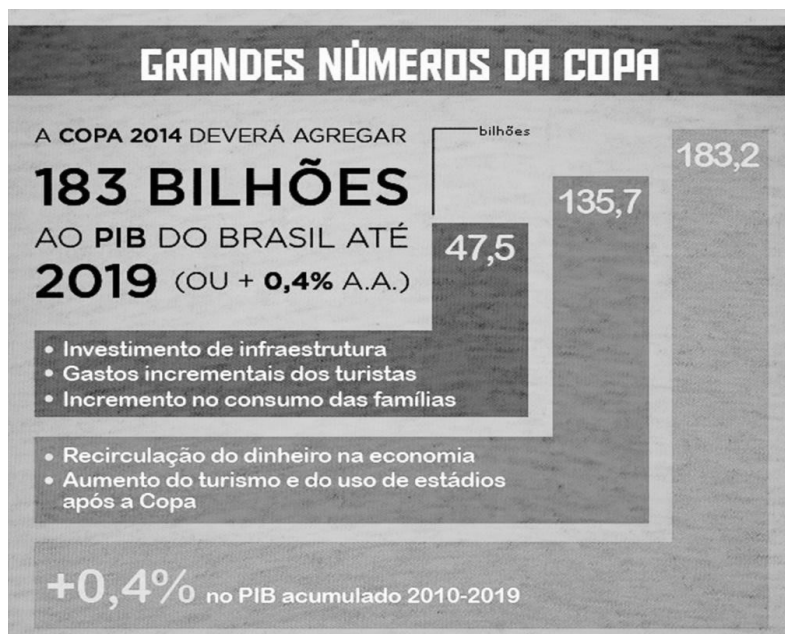 GRANDES NÚMEROS DA COPA
A COPA 2014 DEVERÁ AGREGAR
183 BILHÕES
AO PIB DO BRASIL ATÉ
2019 (OU + 0,4% A.A.)
bilhões
47,5
135,7
183,2
• Investimento de infraestrutura
• Gastos incrementais dos turistas
• Incremento no consumo das famílias
• Recirculação do dinheiro na economia
• Aumento do turismo e do uso de estádios
após a Copa
+0,4% no PIB acumulado 2010-2019